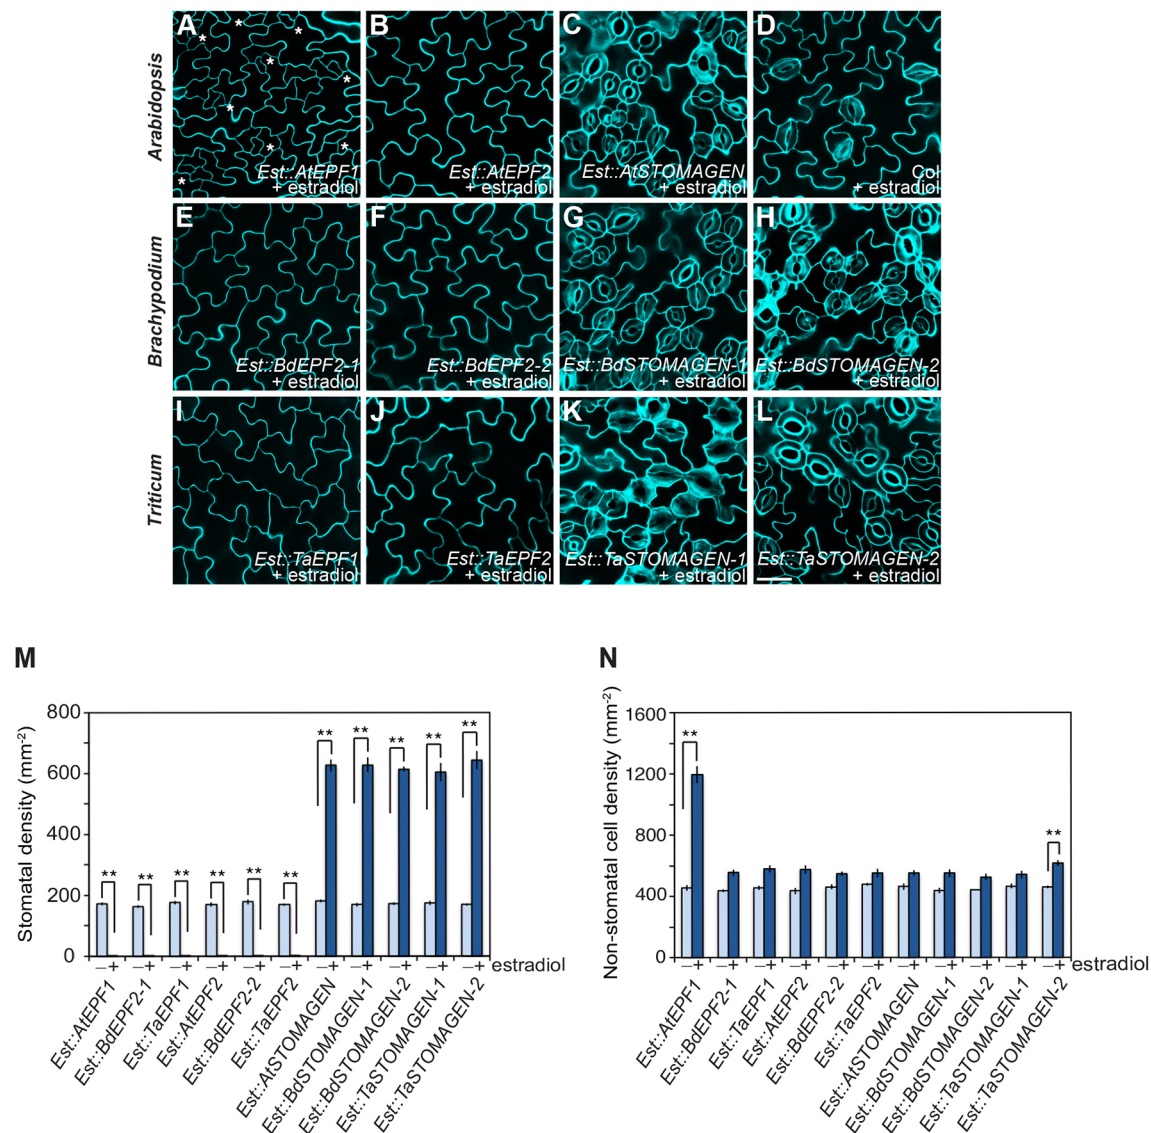 A
B
C
D
Arabidopsis
Est::AtEPF1
+ estradiol
Est::AtEPF2
+ estradiol
Est::AtSTOMAGEN
+ estradiol
Col
+ estradiol
E
F
G
H
Brachypodium
Est::BdEPF2-1
+ estradiol
Est::BdEPF2-2
+ estradiol
Est::BdSTOMAGEN-1
+ estradiol
Est::BdSTOMAGEN-2
+ estradiol
I
J
K
L
Triticum
Est::TaEPF1
+ estradiol
Est::TaEPF2
+ estradiol
Est::TaSTOMAGEN-1
+ estradiol
Est::TaSTOMAGEN-2
+ estradiol
M
Stomatal density (mm-2)
800
600
400
200
0
** ** ** ** ** ** ** ** ** ** **
–+ –+ –+ –+ –+ –+ –+ –+ –+ –+ –+ estradiol
Est::AtEPF1
Est::BdEPF2-1
Est::TaEPF1
Est::AtEPF2
Est::BdEPF2-2
Est::TaEPF2
Est::AtSTOMAGEN
Est::BdSTOMAGEN-1
Est::BdSTOMAGEN-2
Est::TaSTOMAGEN-1
Est::TaSTOMAGEN-2
N
Non-stomatal cell density (mm-2)
1600
1200
800
400
0
** **
–+ –+ –+ –+ –+ –+ –+ –+ –+ –+ –+ estradiol
Est::AtEPF1
Est::BdEPF2-1
Est::TaEPF1
Est::AtEPF2
Est::BdEPF2-2
Est::TaEPF2
Est::AtSTOMAGEN
Est::BdSTOMAGEN-1
Est::BdSTOMAGEN-2
Est::TaSTOMAGEN-1
Est::TaSTOMAGEN-2